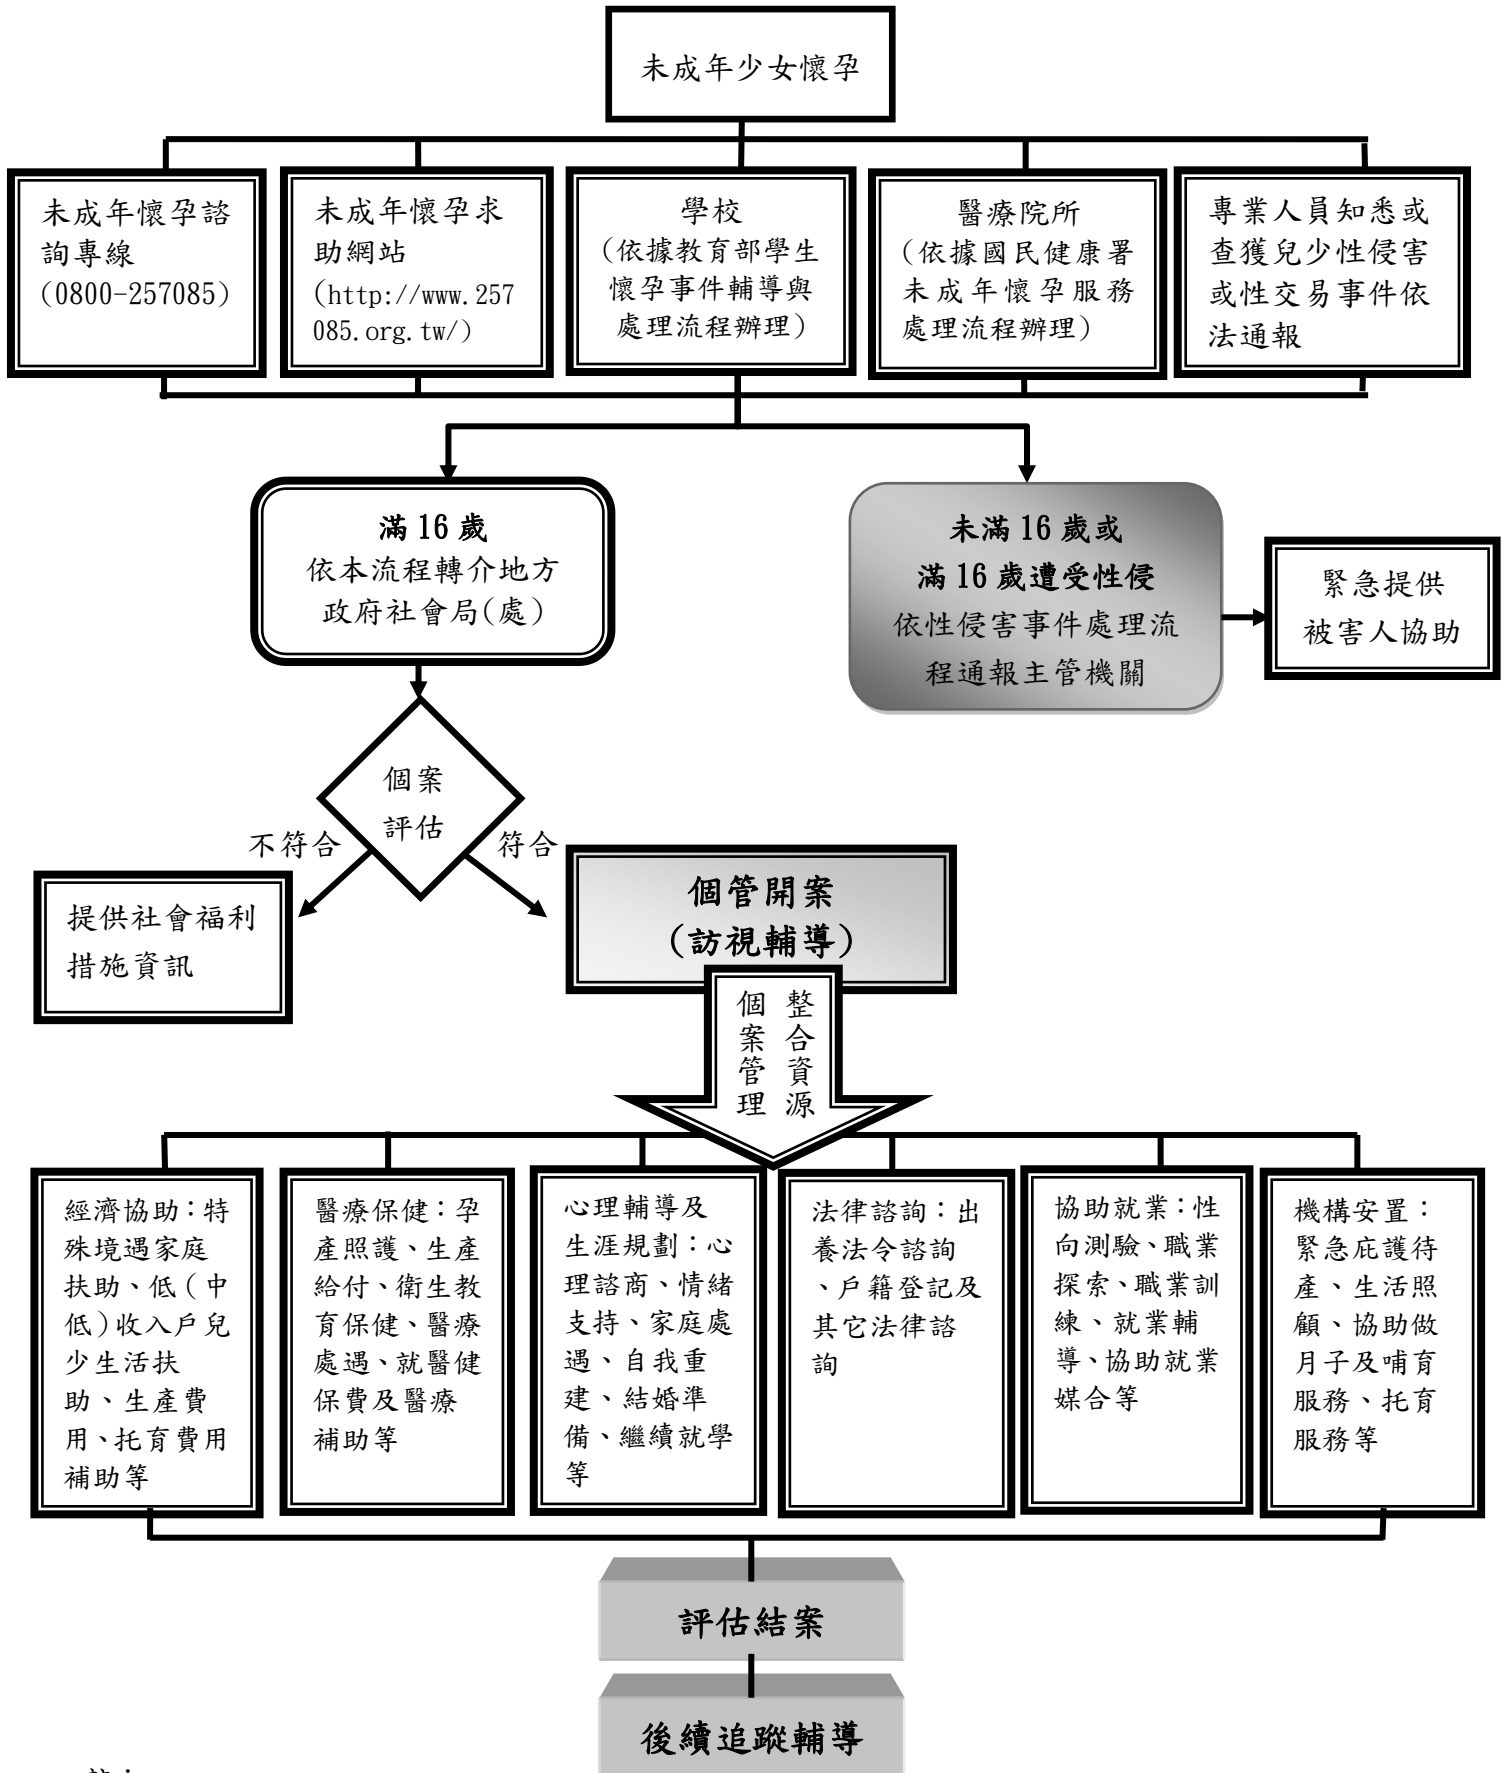 未成年少女懷孕
未成年懷孕諮
詢專線
(0800-257085)
未成年懷孕求
助網站
(http://www.257
085.org.tw/)
學校
(依據教育部學生
懷孕事件輔導與
處理流程辦理)
醫療院所
(依據國民健康署
未成年懷孕服務
處理流程辦理)
專業人員知悉或
查獲兒少性侵害
或性交易事件依
法通報
滿 16 歲
依本流程轉介地方
政府社會局(處)
未滿 16 歲或
滿 16 歲遭受性侵
依性侵害事件處理流
程通報主管機關
緊急提供
被害人協助
個案
評估
不符合
符合
提供社會福利
措施資訊
個管開案
(訪視輔導)
個案管理
整合資源
經濟協助：特
殊境遇家庭
扶助、低(中
低)收入戶兒
少生活扶
助、生產費
用、托育費用
補助等
醫療保健：孕
產照護、生產
給付、衛生教
育保健、醫療
處遇、就醫健
保費及醫療
補助等
心理輔導及
生涯規劃：心
理諮商、情緒
支持、家庭處
遇、自我重
建、結婚準
備、繼續就學
等
法律諮詢：出
養法令諮詢
、戶籍登記及
其它法律諮
詢
協助就業：性
向測驗、職業
探索、職業訓
練、就業輔
導、協助就業
媒合等
機構安置：
緊急庇護待
產、生活照
顧、協助做
月子及哺育
服務、托育
服務等
評估結案
後續追蹤輔導